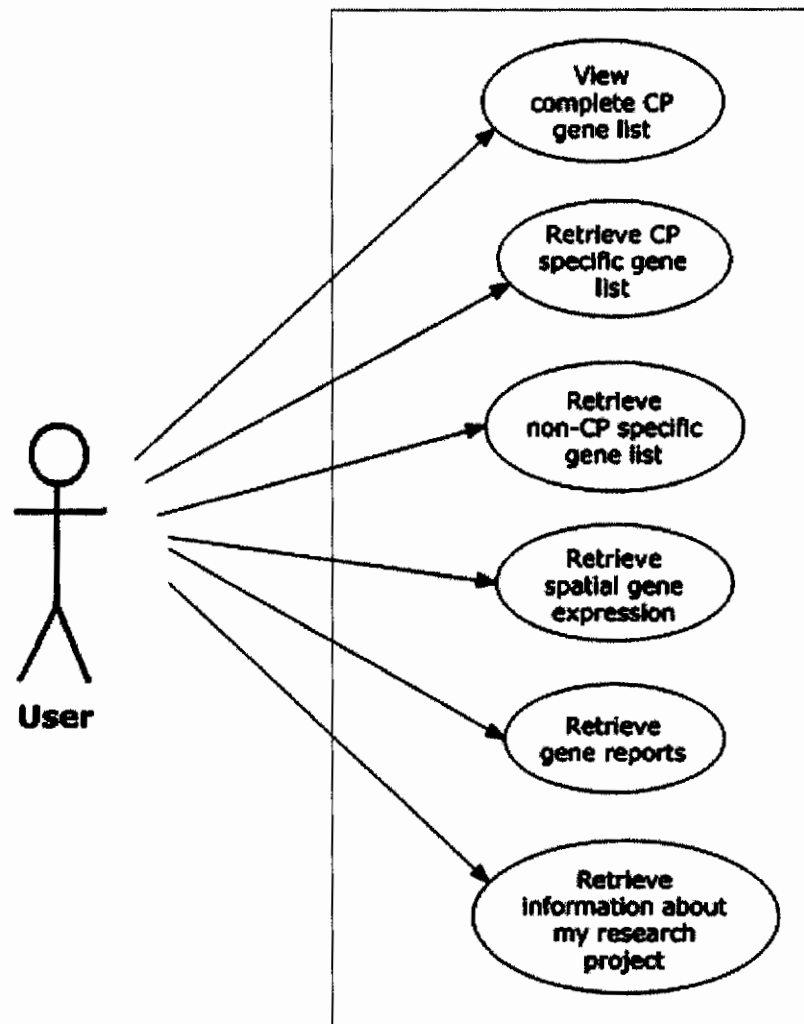 View
complete CP
gene list
Retrieve CP
specific gene
list
Retrieve
non-CP specific
gene list
Retrieve
spatial gene
expression
User
Retrieve
gene reports
Retrieve
information about
my research
project